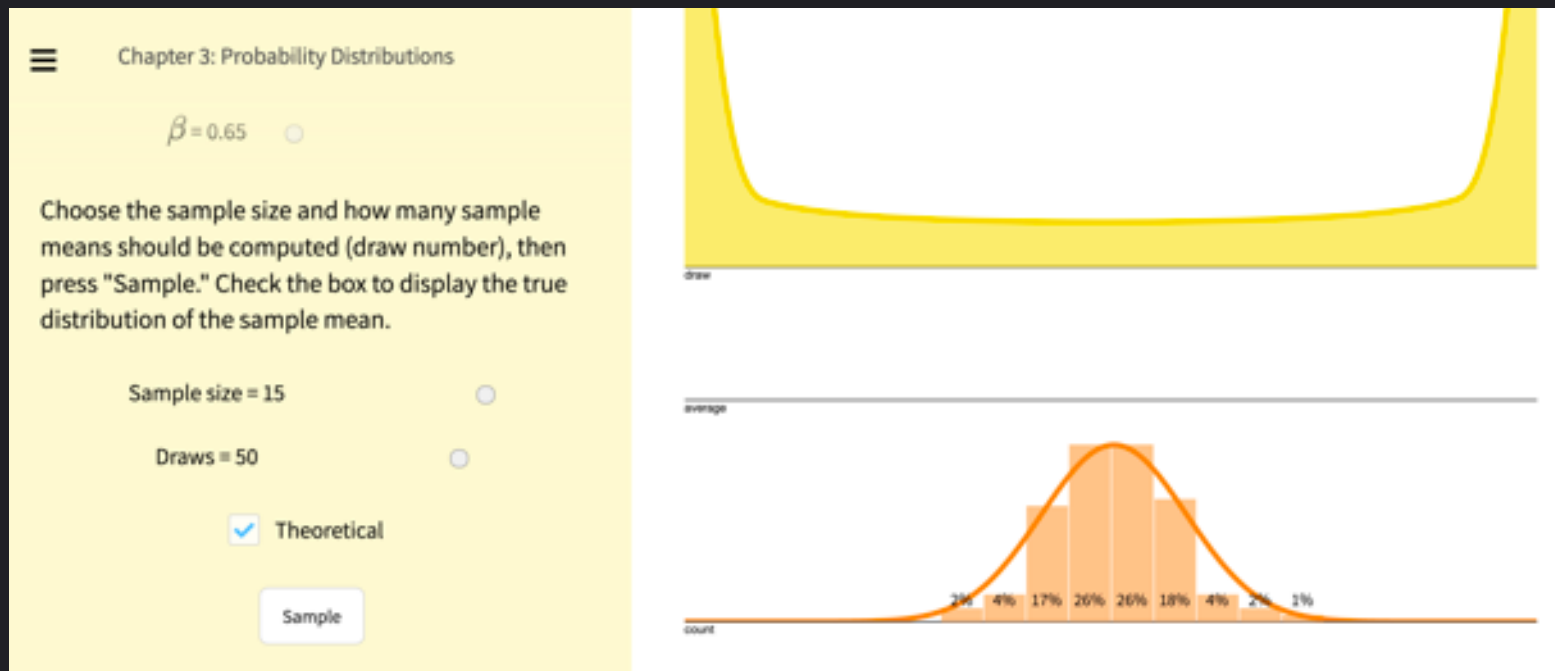 Chapter 3: Probability Distributions
β = 0.65
Choose the sample size and how many sample
means should be computed (draw number), then
press "Sample." Check the box to display the true
distribution of the sample mean.
Sample size = 15
Draws = 50
Theoretical
Sample
draw
average
2% 4% 17% 26% 26% 18% 4% 2% 1%
count